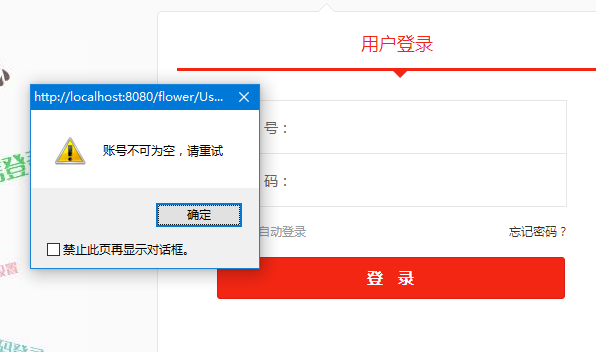 用户登录
http://localhost:8080/flower/Us...
账号不可为空，请重试
确定
禁止此页再显示对话框。
号：
码：
自动登录
忘记密码？
登 录